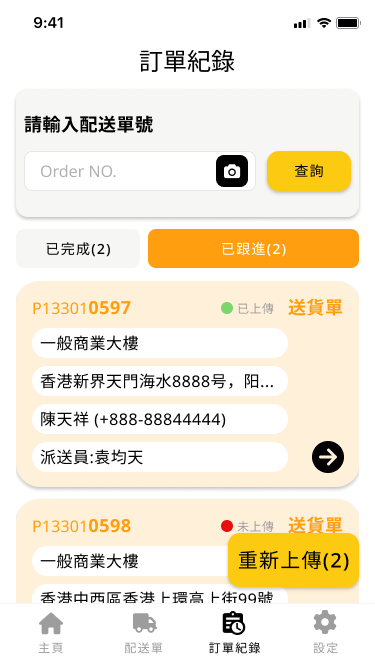 9:41
訂單紀錄
請輸入配送單號
Order NO.
查詢
已完成(2)
已跟進(2)
P133010597
已上傳
送貨單
一般商業大樓
香港新界天門海水8888号，阳...
陳天祥 (+888-88844444)
派送員:袁均天
P133010598
未上傳
送貨單
一般商業大樓
重新上傳(2)
香港中西區香港上環高上街99號
主頁
配送單
訂單紀錄
設定